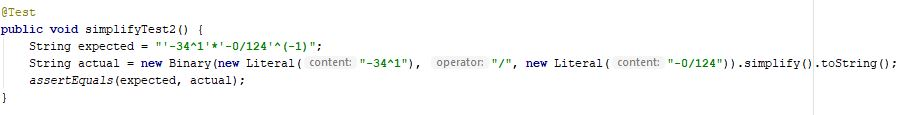 @Test
public void simplifyTest2() {
    String expected = "'-34^1'*'-0/124'^(-1)";
    String actual = new Binary(new Literal( content: "-34^1"), operator: "/", new Literal( content: "-0/124")).simplify().toString();
    assertEquals(expected, actual);
}